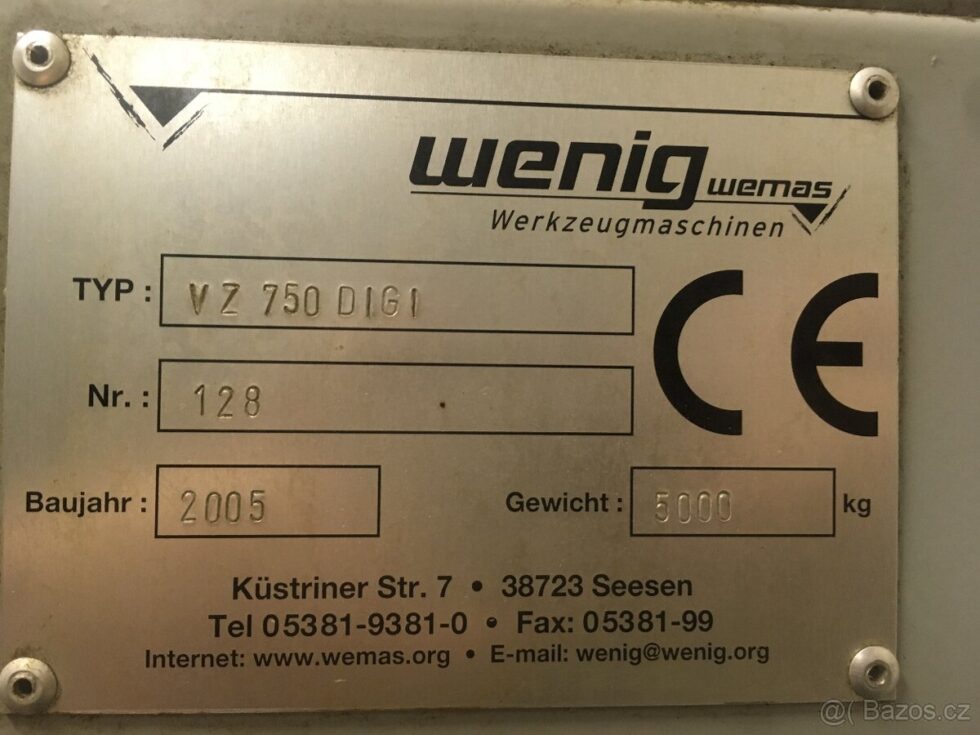 wenig wemas
Werkzeugmaschinen
TYP : VZ 750 DIGI
Nr. : 128
Baujahr : 2005 Gewicht : 5000 kg
Küstriner Str. 7 • 38723 Seesen
Tel 05381-9381-0 • Fax: 05381-99
Internet: www.wemas.org • E-mail: wenig@wenig.org
CE
@( Bazos.cz